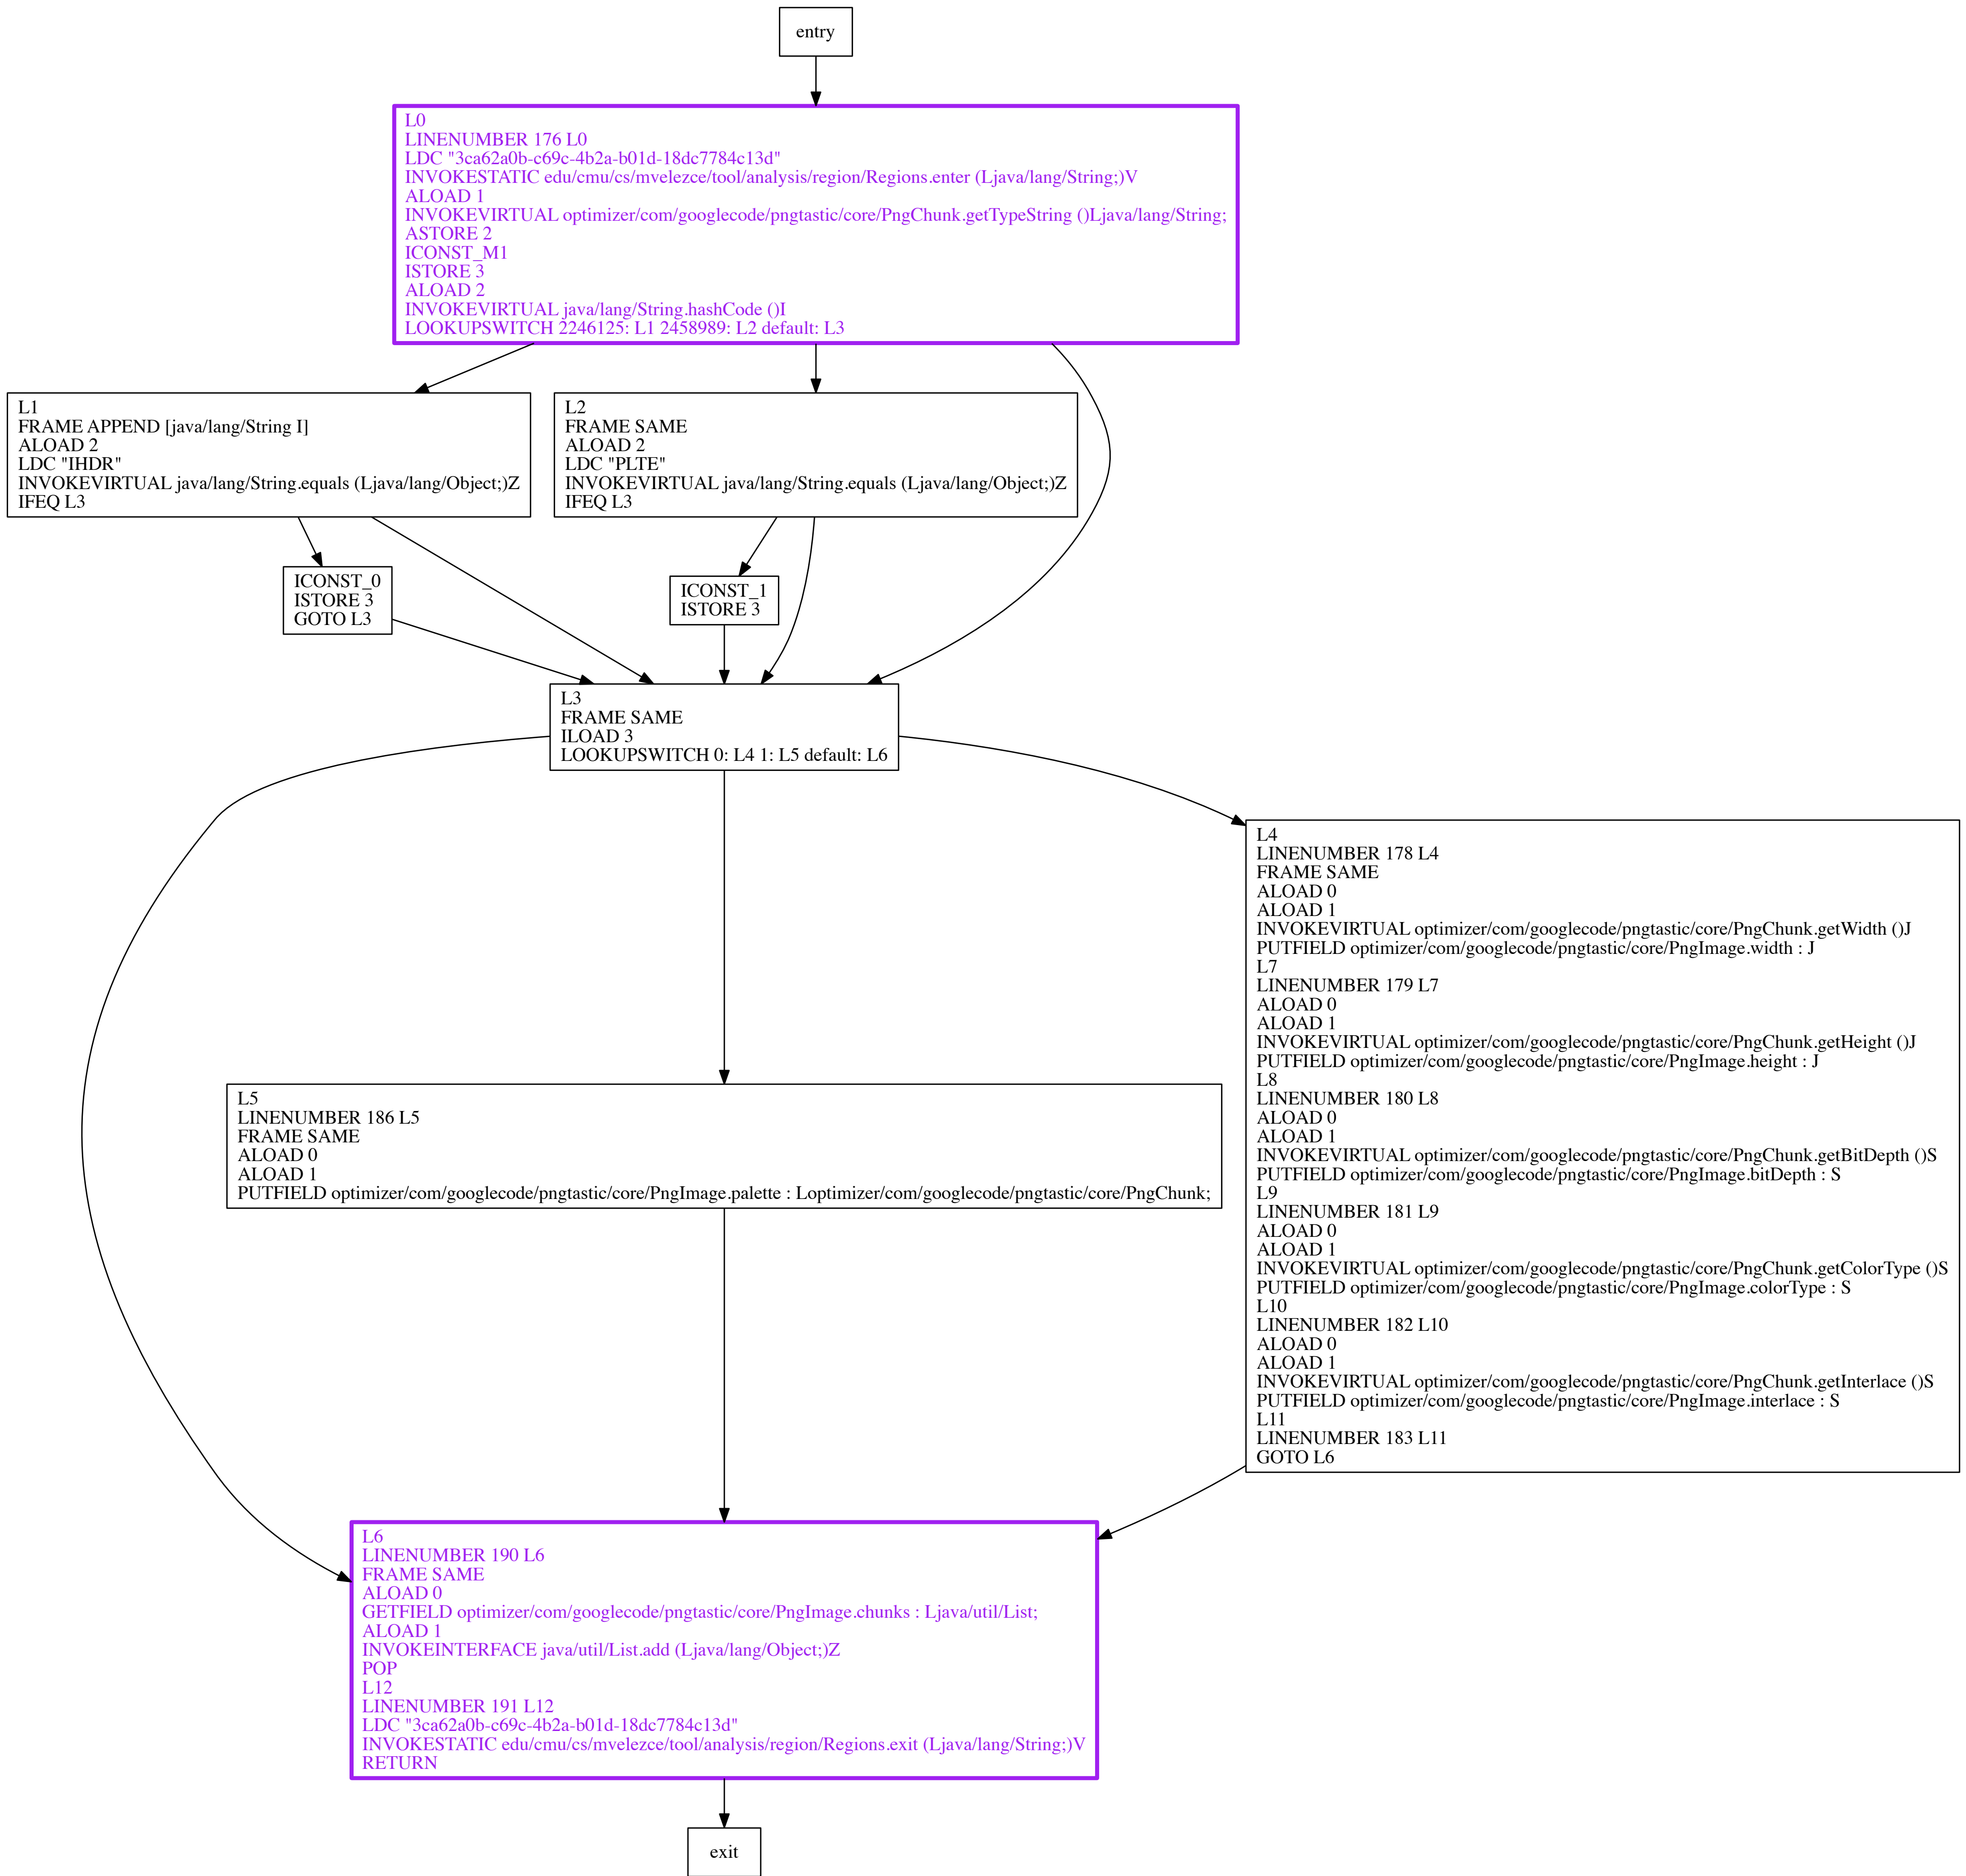 entry
L0
LINENUMBER 176 L0
LDC "3ca62a0b-c69c-4b2a-b01d-18dc7784c13d"
INVOKESTATIC edu/cmu/cs/mvelezce/tool/analysis/region/Regions.enter (Ljava/lang/String;)V
ALOAD 1
INVOKEVIRTUAL optimizer/com/googlecode/pngtastic/core/PngChunk.getTypeString ()Ljava/lang/String;
ASTORE 2
ICONST_M1
ISTORE 3
ALOAD 2
INVOKEVIRTUAL java/lang/String.hashCode ()I
LOOKUPSWITCH 2246125: L1 2458989: L2 default: L3
L1
FRAME APPEND [java/lang/String I]
ALOAD 2
LDC "IHDR"
INVOKEVIRTUAL java/lang/String.equals (Ljava/lang/Object;)Z
IFEQ L3
L2
FRAME SAME
ALOAD 2
LDC "PLTE"
INVOKEVIRTUAL java/lang/String.equals (Ljava/lang/Object;)Z
IFEQ L3
ICONST_0
ISTORE 3
GOTO L3
ICONST_1
ISTORE 3
L3
FRAME SAME
ILOAD 3
LOOKUPSWITCH 0: L4 1: L5 default: L6
L4
LINENUMBER 178 L4
FRAME SAME
ALOAD 0
ALOAD 1
INVOKEVIRTUAL optimizer/com/googlecode/pngtastic/core/PngChunk.getWidth ()J
PUTFIELD optimizer/com/googlecode/pngtastic/core/PngImage.width : J
L7
LINENUMBER 179 L7
ALOAD 0
ALOAD 1
INVOKEVIRTUAL optimizer/com/googlecode/pngtastic/core/PngChunk.getHeight ()J
PUTFIELD optimizer/com/googlecode/pngtastic/core/PngImage.height : J
L8
LINENUMBER 180 L8
ALOAD 0
ALOAD 1
INVOKEVIRTUAL optimizer/com/googlecode/pngtastic/core/PngChunk.getBitDepth ()S
PUTFIELD optimizer/com/googlecode/pngtastic/core/PngImage.bitDepth : S
L9
LINENUMBER 181 L9
ALOAD 0
ALOAD 1
INVOKEVIRTUAL optimizer/com/googlecode/pngtastic/core/PngChunk.getColorType ()S
PUTFIELD optimizer/com/googlecode/pngtastic/core/PngImage.colorType : S
L10
LINENUMBER 182 L10
ALOAD 0
ALOAD 1
INVOKEVIRTUAL optimizer/com/googlecode/pngtastic/core/PngChunk.getInterlace ()S
PUTFIELD optimizer/com/googlecode/pngtastic/core/PngImage.interlace : S
L11
LINENUMBER 183 L11
GOTO L6
L5
LINENUMBER 186 L5
FRAME SAME
ALOAD 0
ALOAD 1
PUTFIELD optimizer/com/googlecode/pngtastic/core/PngImage.palette : Loptimizer/com/googlecode/pngtastic/core/PngChunk;
L6
LINENUMBER 190 L6
FRAME SAME
ALOAD 0
GETFIELD optimizer/com/googlecode/pngtastic/core/PngImage.chunks : Ljava/util/List;
ALOAD 1
INVOKEINTERFACE java/util/List.add (Ljava/lang/Object;)Z
POP
L12
LINENUMBER 191 L12
LDC "3ca62a0b-c69c-4b2a-b01d-18dc7784c13d"
INVOKESTATIC edu/cmu/cs/mvelezce/tool/analysis/region/Regions.exit (Ljava/lang/String;)V
RETURN
exit